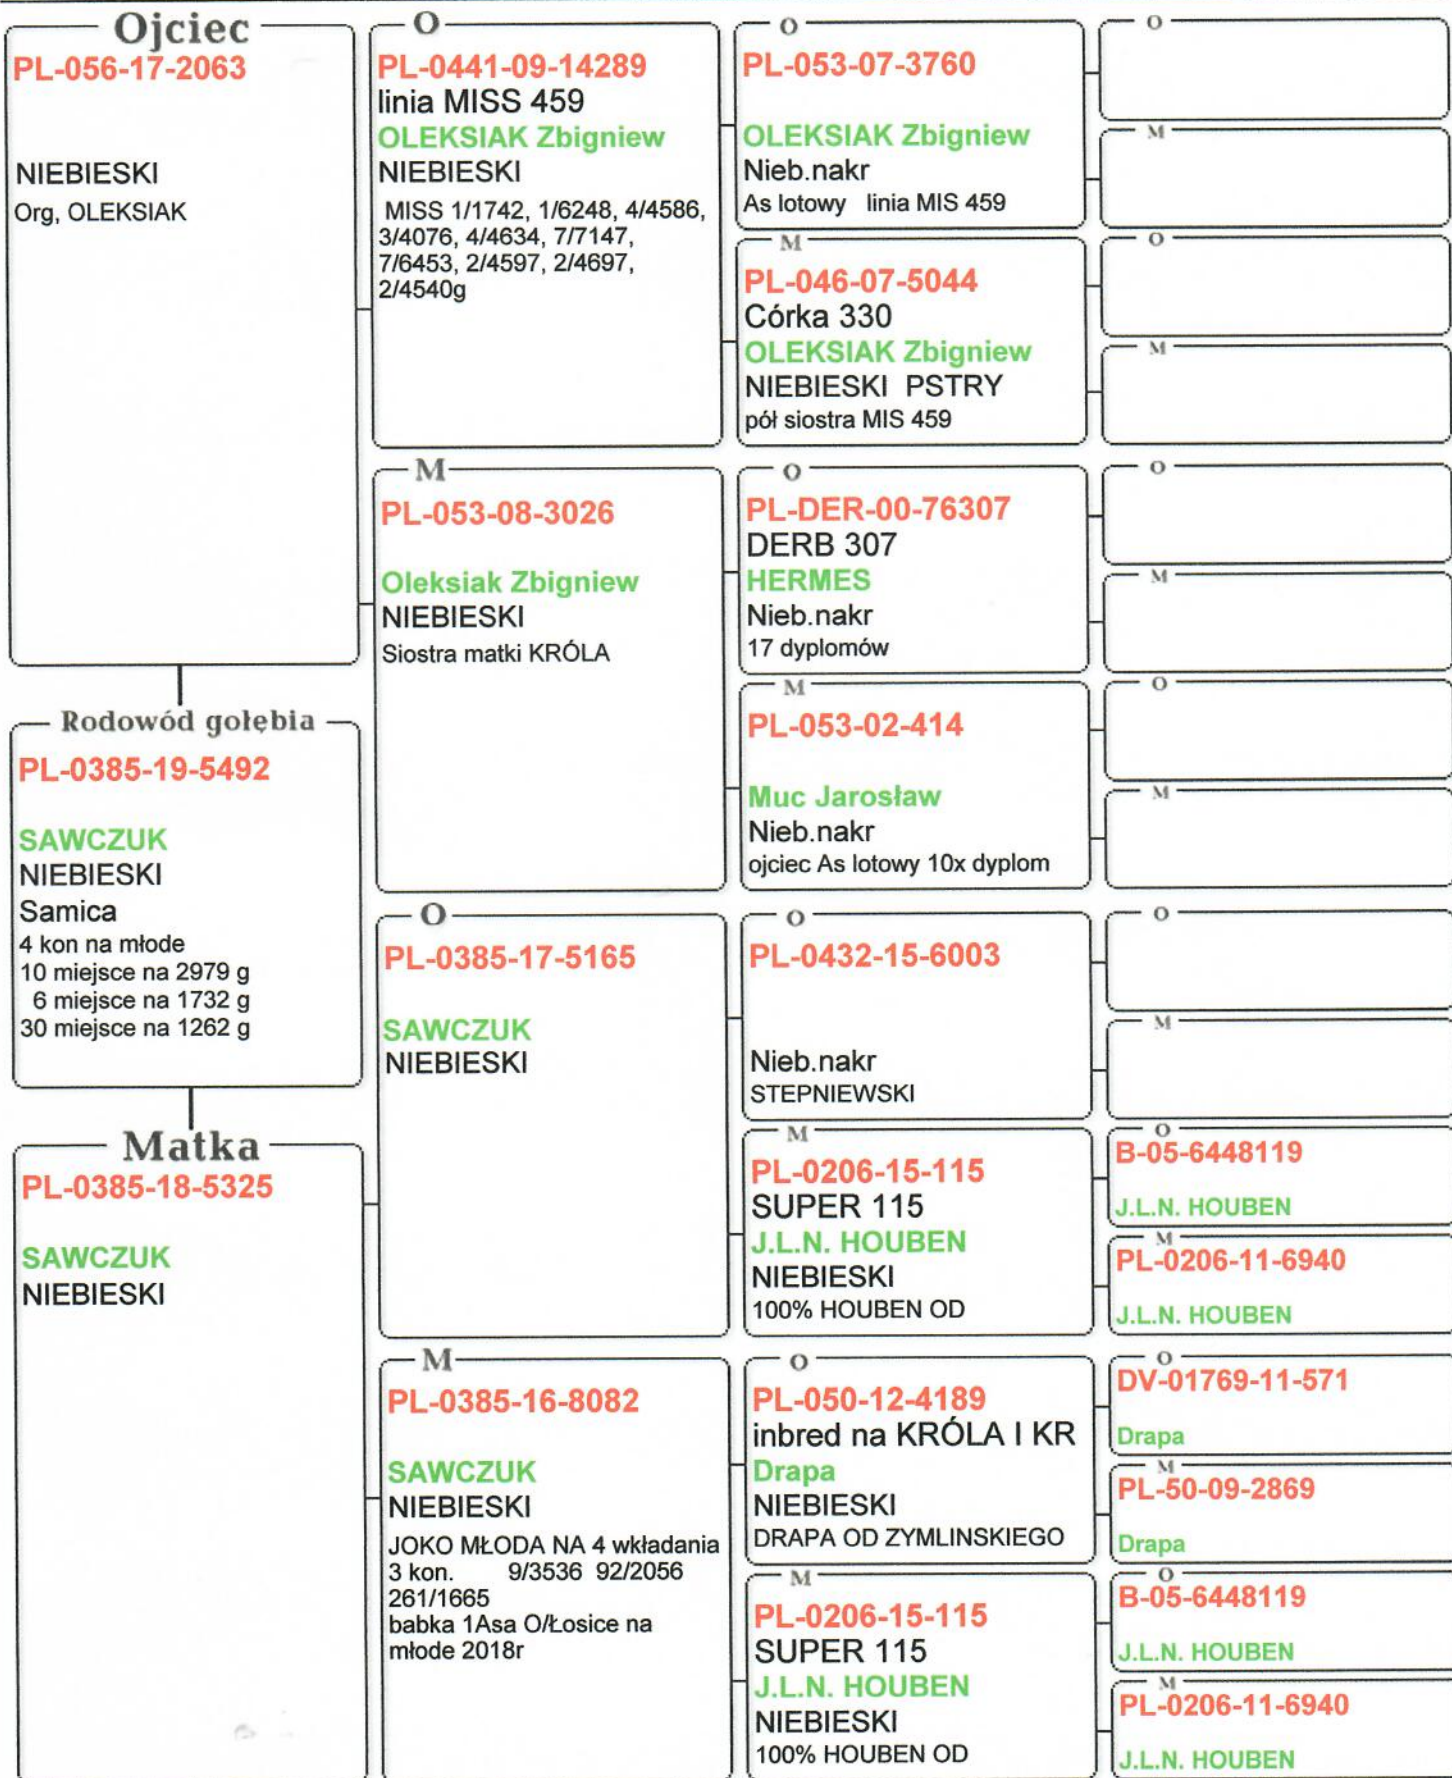 Ojciec
PL-056-17-2063
NIEBIESKI
Org, OLEKSIAK
Rodowód gołębia
PL-0385-19-5492
SAWCZUK
NIEBIESKI
Samica
4 kon na młode
10 miejsce na 2979 g
6 miejsce na 1732 g
30 miejsce na 1262 g
Matka
PL-0385-18-5325
SAWCZUK
NIEBIESKI
O
PL-0441-09-14289
linia MISS 459
OLEKSIAK Zbigniew
NIEBIESKI
MISS 1/1742, 1/6248, 4/4586,
3/4076, 4/4634, 7/7147,
7/6453, 2/4597, 2/4697,
2/4540g
M
PL-053-08-3026
Oleksiak Zbigniew
NIEBIESKI
Siostra matki KRÓLA
O
PL-0385-17-5165
SAWCZUK
NIEBIESKI
M
PL-0385-16-8082
SAWCZUK
NIEBIESKI
JOKO MŁODA NA 4 wkładania
3 kon. 9/3536 92/2056
261/1665
babka 1Asa O/Łosice na
młode 2018r
O
PL-053-07-3760
OLEKSIAK Zbigniew
Nieb.nakr
As lotowy linia MIS 459
M
PL-046-07-5044
Córka 330
OLEKSIAK Zbigniew
NIEBIESKI PSTRY
pół siostra MIS 459
O
PL-DER-00-76307
DERB 307
HERMES
Nieb.nakr
17 dyplomów
M
PL-053-02-414
Muc Jarosław
Nieb.nakr
ojciec As lotowy 10x dyplom
O
PL-0432-15-6003
Nieb.nakr
STEPNIEWSKI
M
PL-0206-15-115
SUPER 115
J.L.N. HOUBEN
NIEBIESKI
100% HOUBEN OD
O
PL-050-12-4189
inbred na KRÓLA I KR
Drapa
NIEBIESKI
DRAPA OD ZYMLINSKIEGO
M
PL-0206-15-115
SUPER 115
J.L.N. HOUBEN
NIEBIESKI
100% HOUBEN OD
O
M
O
M
O
M
O
M
O
M
O
B-05-6448119
J.L.N. HOUBEN
M
PL-0206-11-6940
J.L.N. HOUBEN
O
DV-01769-11-571
Drapa
M
PL-50-09-2869
Drapa
O
B-05-6448119
J.L.N. HOUBEN
M
PL-0206-11-6940
J.L.N. HOUBEN